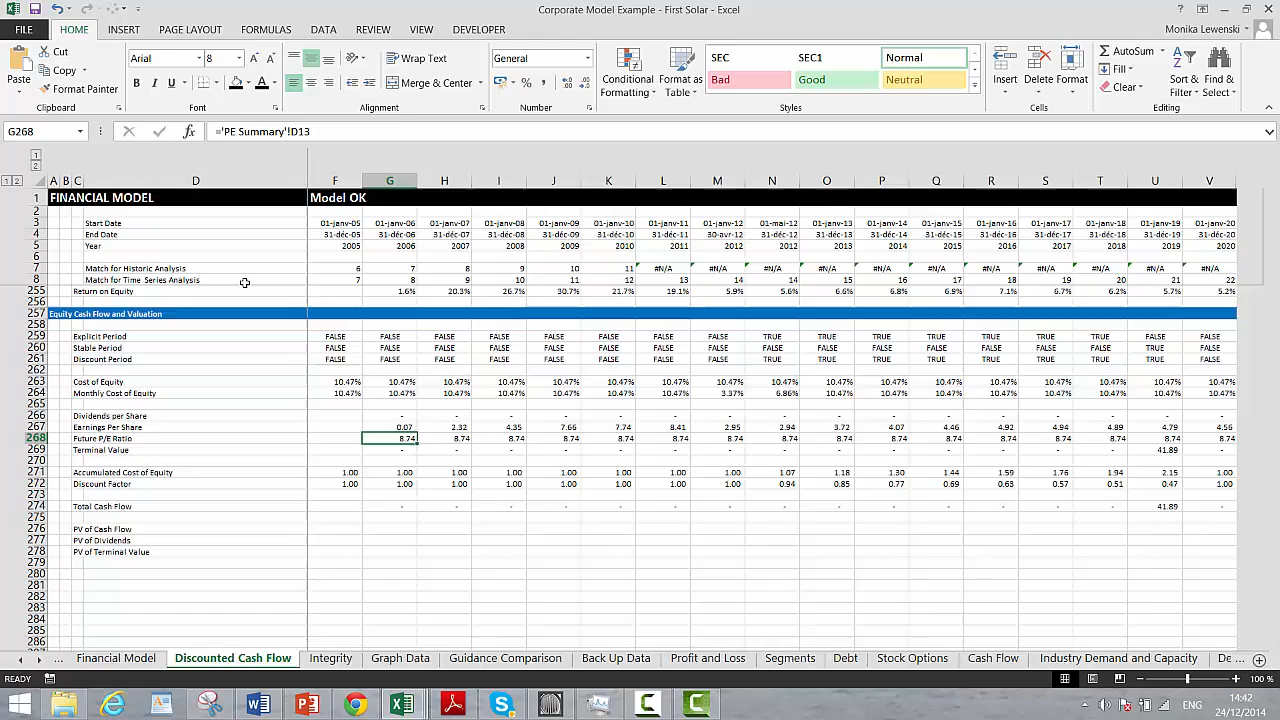 Corporate Model Example - First Solar - Excel
FILE HOME INSERT PAGE LAYOUT FORMULAS DATA REVIEW VIEW DEVELOPER Monika Lewenski
Cut
Copy
Format Painter
Paste
Arial 8
B I U
Wrap Text
Merge & Center
General
Conditional Formatting
Format as Table
SEC SEC1 Normal
Bad Good Neutral
Insert Delete Format
AutoSum
Fill
Clear
Sort & Filter
Find & Select
Clipboard Font Alignment Number Styles Cells Editing
G268 fx ='PE Summary'!D13
1
2
1 2
A B C D F G H I J K L M N O P Q R S T U V
1 FINANCIAL MODEL Model OK
2
3 Start Date 01-janv-05 01-janv-06 01-janv-07 01-janv-08 01-janv-09 01-janv-10 01-janv-11 01-janv-12 01-mai-12 01-janv-13 01-janv-14 01-janv-15 01-janv-16 01-janv-17 01-janv-18 01-janv-19 01-janv-20
4 End Date 31-déc-05 31-déc-06 31-déc-07 31-déc-08 31-déc-09 31-déc-10 31-déc-11 30-avr-12 31-déc-12 31-déc-13 31-déc-14 31-déc-15 31-déc-16 31-déc-17 31-déc-18 31-déc-19 31-déc-20
5 Year 2005 2006 2007 2008 2009 2010 2011 2012 2012 2013 2014 2015 2016 2017 2018 2019 2020
6
7 Match for Historic Analysis 6 7 8 9 10 11 #N/A #N/A #N/A #N/A #N/A #N/A #N/A #N/A #N/A #N/A #N/A
8 Match for Time Series Analysis 7 8 9 10 11 12 13 14 14 15 16 17 18 19 20 21 22
255 Return on Equity 1.6% 20.3% 26.7% 30.7% 21.7% 19.1% 5.9% 5.6% 6.6% 6.8% 6.9% 7.1% 6.7% 6.2% 5.7% 5.2%
256
257 Equity Cash Flow and Valuation
258
259 Explicit Period FALSE FALSE FALSE FALSE FALSE FALSE FALSE FALSE TRUE TRUE TRUE TRUE TRUE TRUE TRUE FALSE FALSE
260 Stable Period FALSE FALSE FALSE FALSE FALSE FALSE FALSE FALSE FALSE FALSE FALSE FALSE FALSE FALSE FALSE TRUE FALSE
261 Discount Period FALSE FALSE FALSE FALSE FALSE FALSE FALSE FALSE TRUE TRUE TRUE TRUE TRUE TRUE TRUE TRUE FALSE
262
263 Cost of Equity 10.47% 10.47% 10.47% 10.47% 10.47% 10.47% 10.47% 10.47% 10.47% 10.47% 10.47% 10.47% 10.47% 10.47% 10.47% 10.47% 10.47%
264 Monthly Cost of Equity 10.47% 10.47% 10.47% 10.47% 10.47% 10.47% 10.47% 3.37% 6.86% 10.47% 10.47% 10.47% 10.47% 10.47% 10.47% 10.47% 10.47%
265
266 Dividends per Share - - - - - - - - - - - - - - - -
267 Earnings Per Share 0.07 2.32 4.35 7.66 7.74 8.41 2.95 2.94 3.72 4.07 4.46 4.92 4.94 4.89 4.79 4.56
268 Future P/E Ratio 8.74 8.74 8.74 8.74 8.74 8.74 8.74 8.74 8.74 8.74 8.74 8.74 8.74 8.74 8.74 8.74
269 Terminal Value - - - - - - - - - - - - - - 41.89 -
270
271 Accumulated Cost of Equity 1.00 1.00 1.00 1.00 1.00 1.00 1.00 1.00 1.07 1.18 1.30 1.44 1.59 1.76 1.94 2.15 1.00
272 Discount Factor 1.00 1.00 1.00 1.00 1.00 1.00 1.00 1.00 0.94 0.85 0.77 0.69 0.63 0.57 0.51 0.47 1.00
273
274 Total Cash Flow - - - - - - - - - - - - - - 41.89 -
275
276 PV of Cash Flow
277 PV of Dividends
278 PV of Terminal Value
279
280
281
282
283
284
285
286
... Financial Model Discounted Cash Flow Integrity Graph Data Guidance Comparison Back Up Data Profit and Loss Segments Debt Stock Options Cash Flow Industry Demand and Capacity De ...
READY 100 %
ENG 14:42
24/12/2014